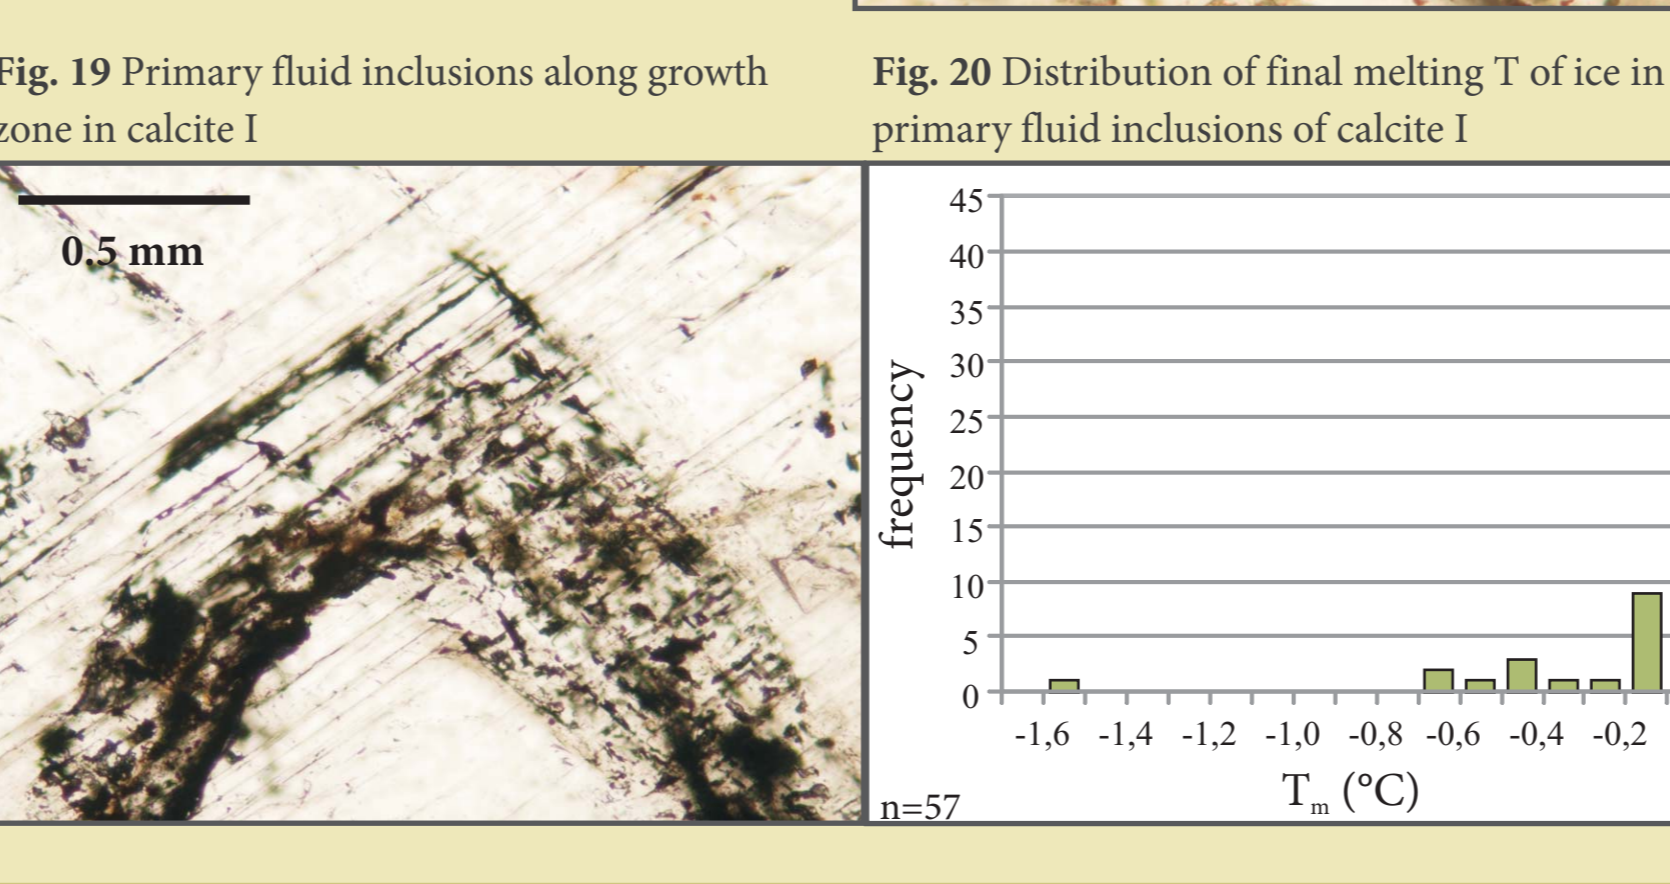 Fig. 19 Primary fluid inclusions along growth
zone in calcite I
0.5 mm
Fig. 20 Distribution of final melting T of ice in
primary fluid inclusions of calcite I
45
40
35
30
25
20
15
10
5
0
frequency
-1,6 -1,4 -1,2 -1,0 -0,8 -0,6 -0,4 -0,2
Tm (°C)
n=57